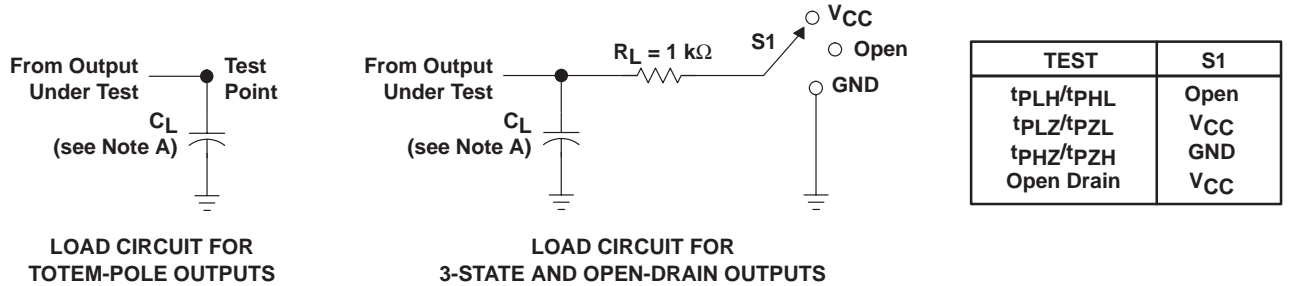 From Output
Under Test
Test
Point
CL
(see Note A)
LOAD CIRCUIT FOR
TOTEM-POLE OUTPUTS
From Output
Under Test
RL = 1 kΩ
S1
VCC
Open
GND
CL
(see Note A)
LOAD CIRCUIT FOR
3-STATE AND OPEN-DRAIN OUTPUTS
TEST S1
tPLH/tPHL Open
tPLZ/tPZL VCC
tPHZ/tPZH GND
Open Drain VCC